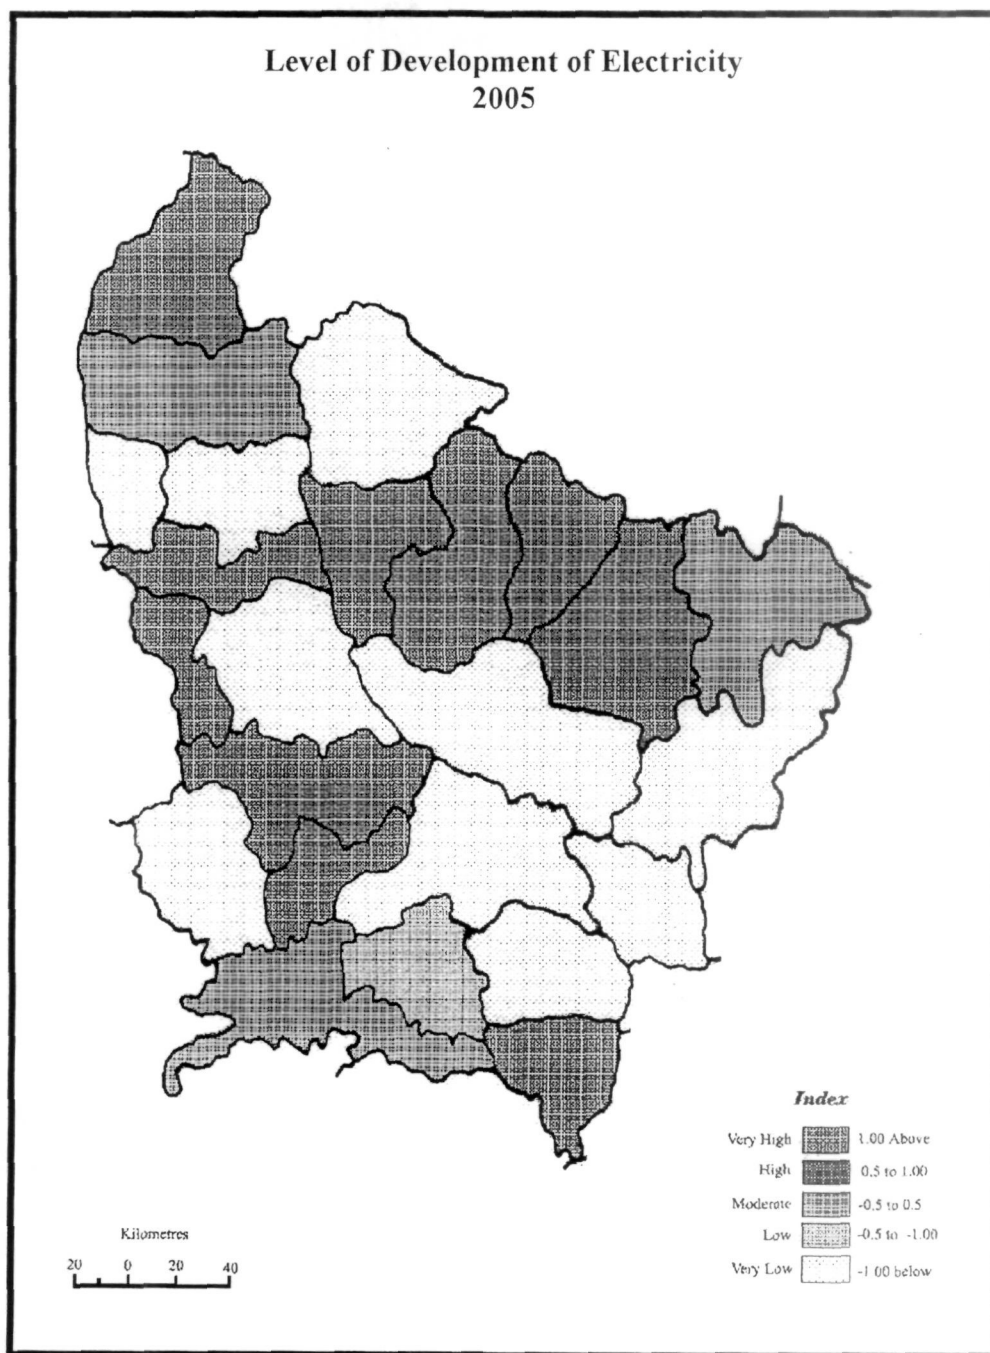 Level of Development of Electricity
2005
Index
Very High 1.00 Above
High 0.5 to 1.00
Moderate -0.5 to 0.5
Low -0.5 to -1.00
Very Low -1.00 below
Kilometres
20 0 20 40